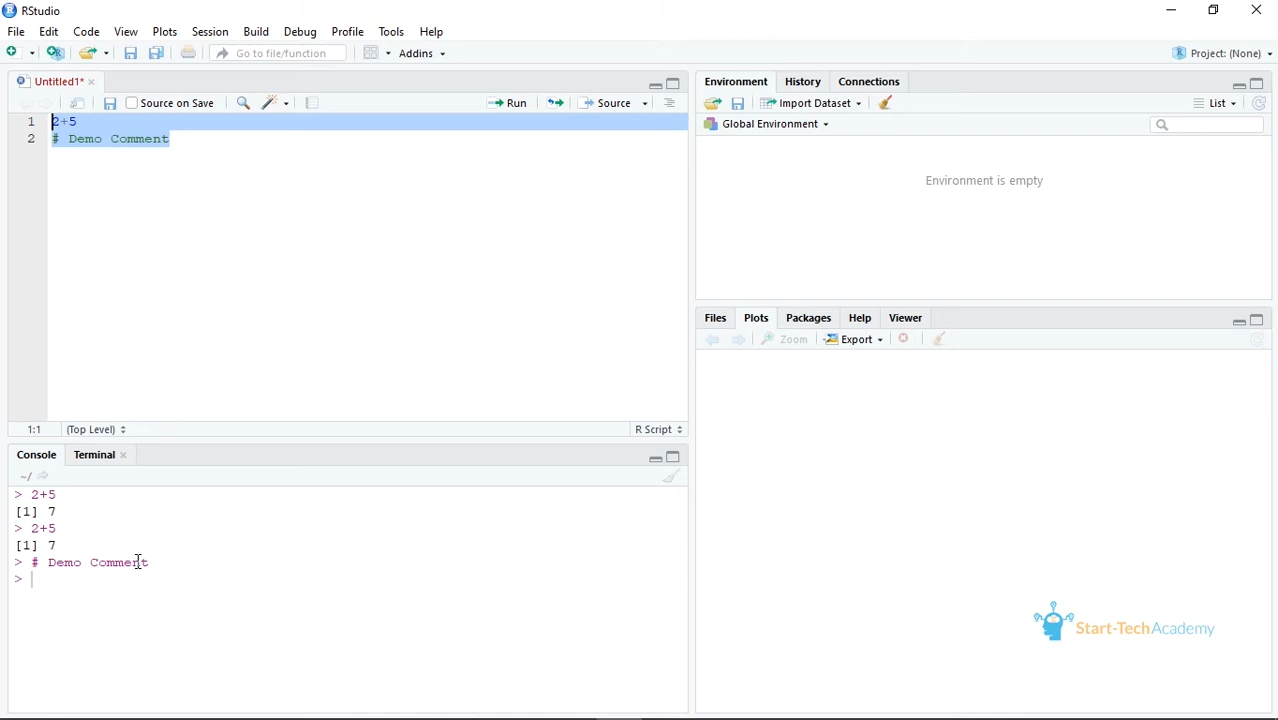 RStudio
File Edit Code View Plots Session Build Debug Profile Tools Help
Go to file/function Addins Project: (None)
Untitled1*
Source on Save Run Source
1 2+5
2 # Demo Comment
1:1 (Top Level) R Script
Console Terminal
~/
> 2+5
[1] 7
> 2+5
[1] 7
> # Demo Comment
>
Environment History Connections
Import Dataset List
Global Environment
Environment is empty
Files Plots Packages Help Viewer
Zoom Export
Start-TechAcademy